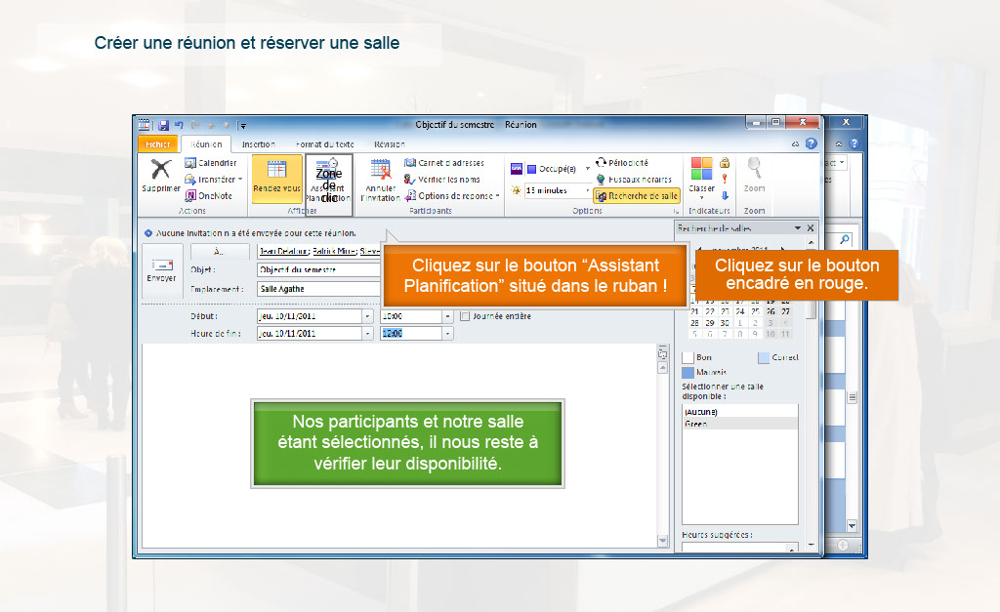 Créer une réunion et réserver une salle
Objectif du semestre - Réunion
Fichier Réunion Insertion Format du texte Révision
Supprimer
Calendrier
Transférer
OneNote
Actions
Rendez-vous
Assistant Planification
Zone de clic
Afficher
Annuler l'invitation
Carnet d'adresses
Vérifier les noms
Options de réponse
Participants
Occupé(e)
15 minutes
Périodicité
Fuseaux horaires
Recherche de salle
Options
Classer
Indicateurs
Zoom
Zoom
Aucune invitation n'a été envoyée pour cette réunion.
Envoyer
À...
Jean Delatour; Patrick Mine; Steve
Objet :
Objectif du semestre
Emplacement :
Salle Agathe
Début :
jeu. 10/11/2011
10:00
Journée entière
Heure de fin :
jeu. 10/11/2011
12:00
Cliquez sur le bouton “Assistant
Planification” situé dans le ruban !
Cliquez sur le bouton
encadré en rouge.
Nos participants et notre salle
étant sélectionnés, il nous reste à
vérifier leur disponibilité.
Recherche de salles
novembre 2011
21 22 23 24 25 26 27
28 29 30 1 2 3 4
5 6 7 8 9 10 11
Bon Correct
Mauvais
Sélectionner une salle
disponible :
(Aucune)
Green
Heures suggérées :